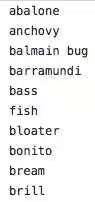 abalone
anchovy
balmain bug
barramundi
bass
fish
bloater
bonito
bream
brill